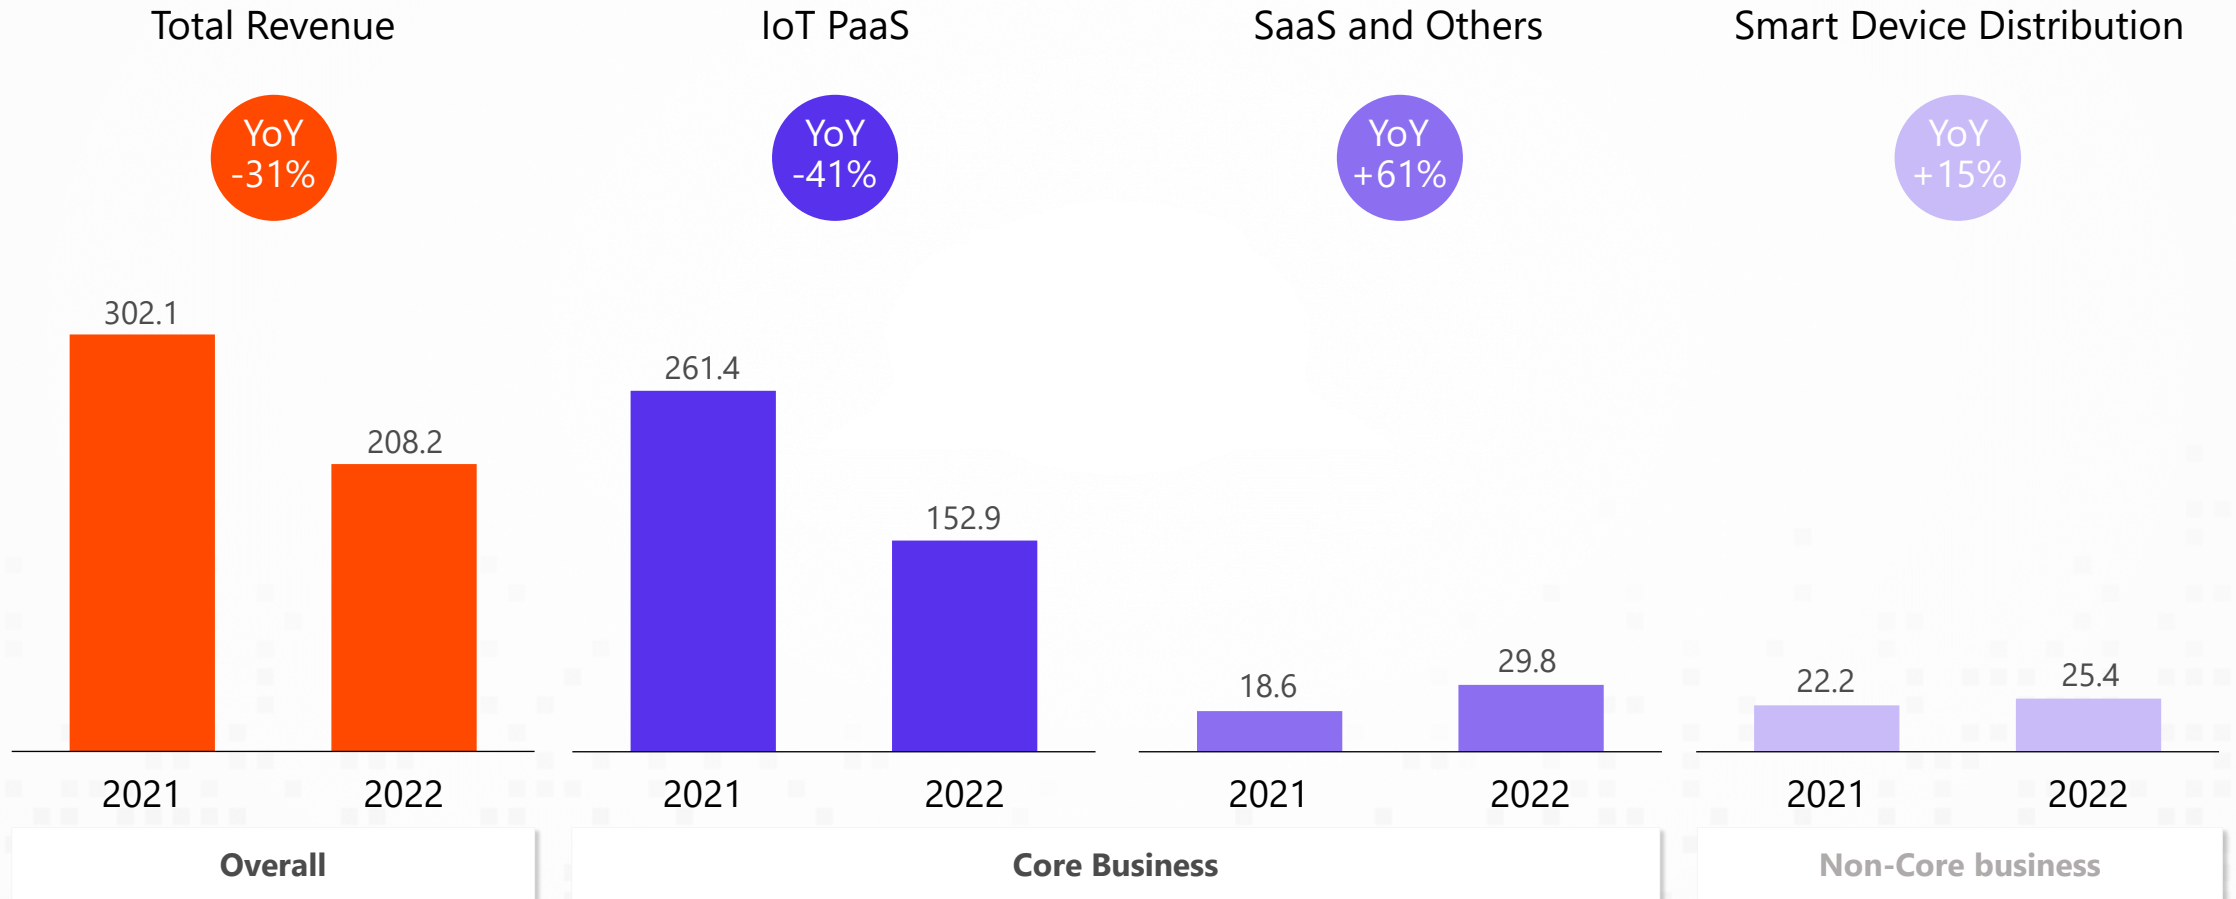 Total Revenue
YoY
-31%
302.1
208.2
2021
2022
Overall
IoT PaaS
YoY
-41%
261.4
152.9
2021
2022
SaaS and Others
YoY
+61%
18.6
29.8
2021
2022
Core Business
Smart Device Distribution
YoY
+15%
22.2
25.4
2021
2022
Non-Core business